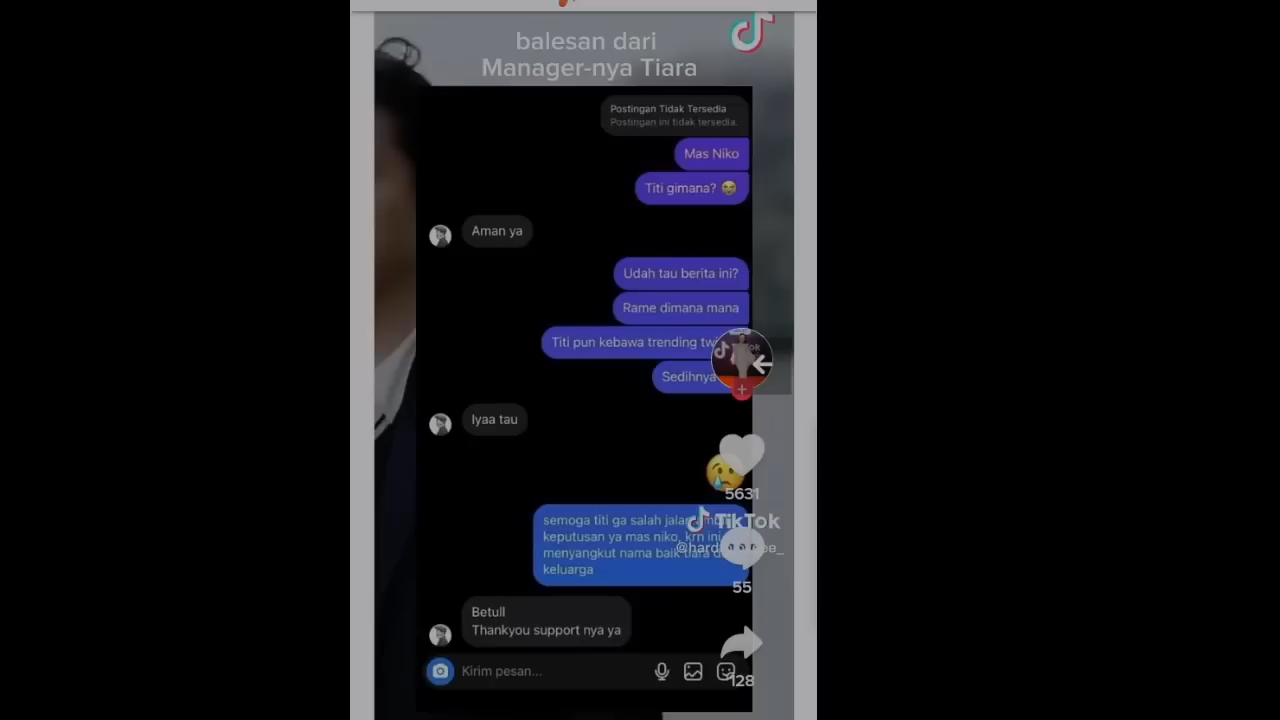 balesan dari
Manager-nya Tiara
Postingan Tidak Tersedia
Postingan ini tidak tersedia.
Mas Niko
Titi gimana? 😭
Aman ya
Udah tau berita ini?
Rame dimana mana
Titi pun kebawa trending
Sedihnya
Iyaa tau
😢
5631
semoga titi ga salah
keputusan ya mas niko, krn ini
menyangkut nama baik tiara
keluarga
TikTok
55
Betull
Thankyou support nya ya
Kirim pesan...
128